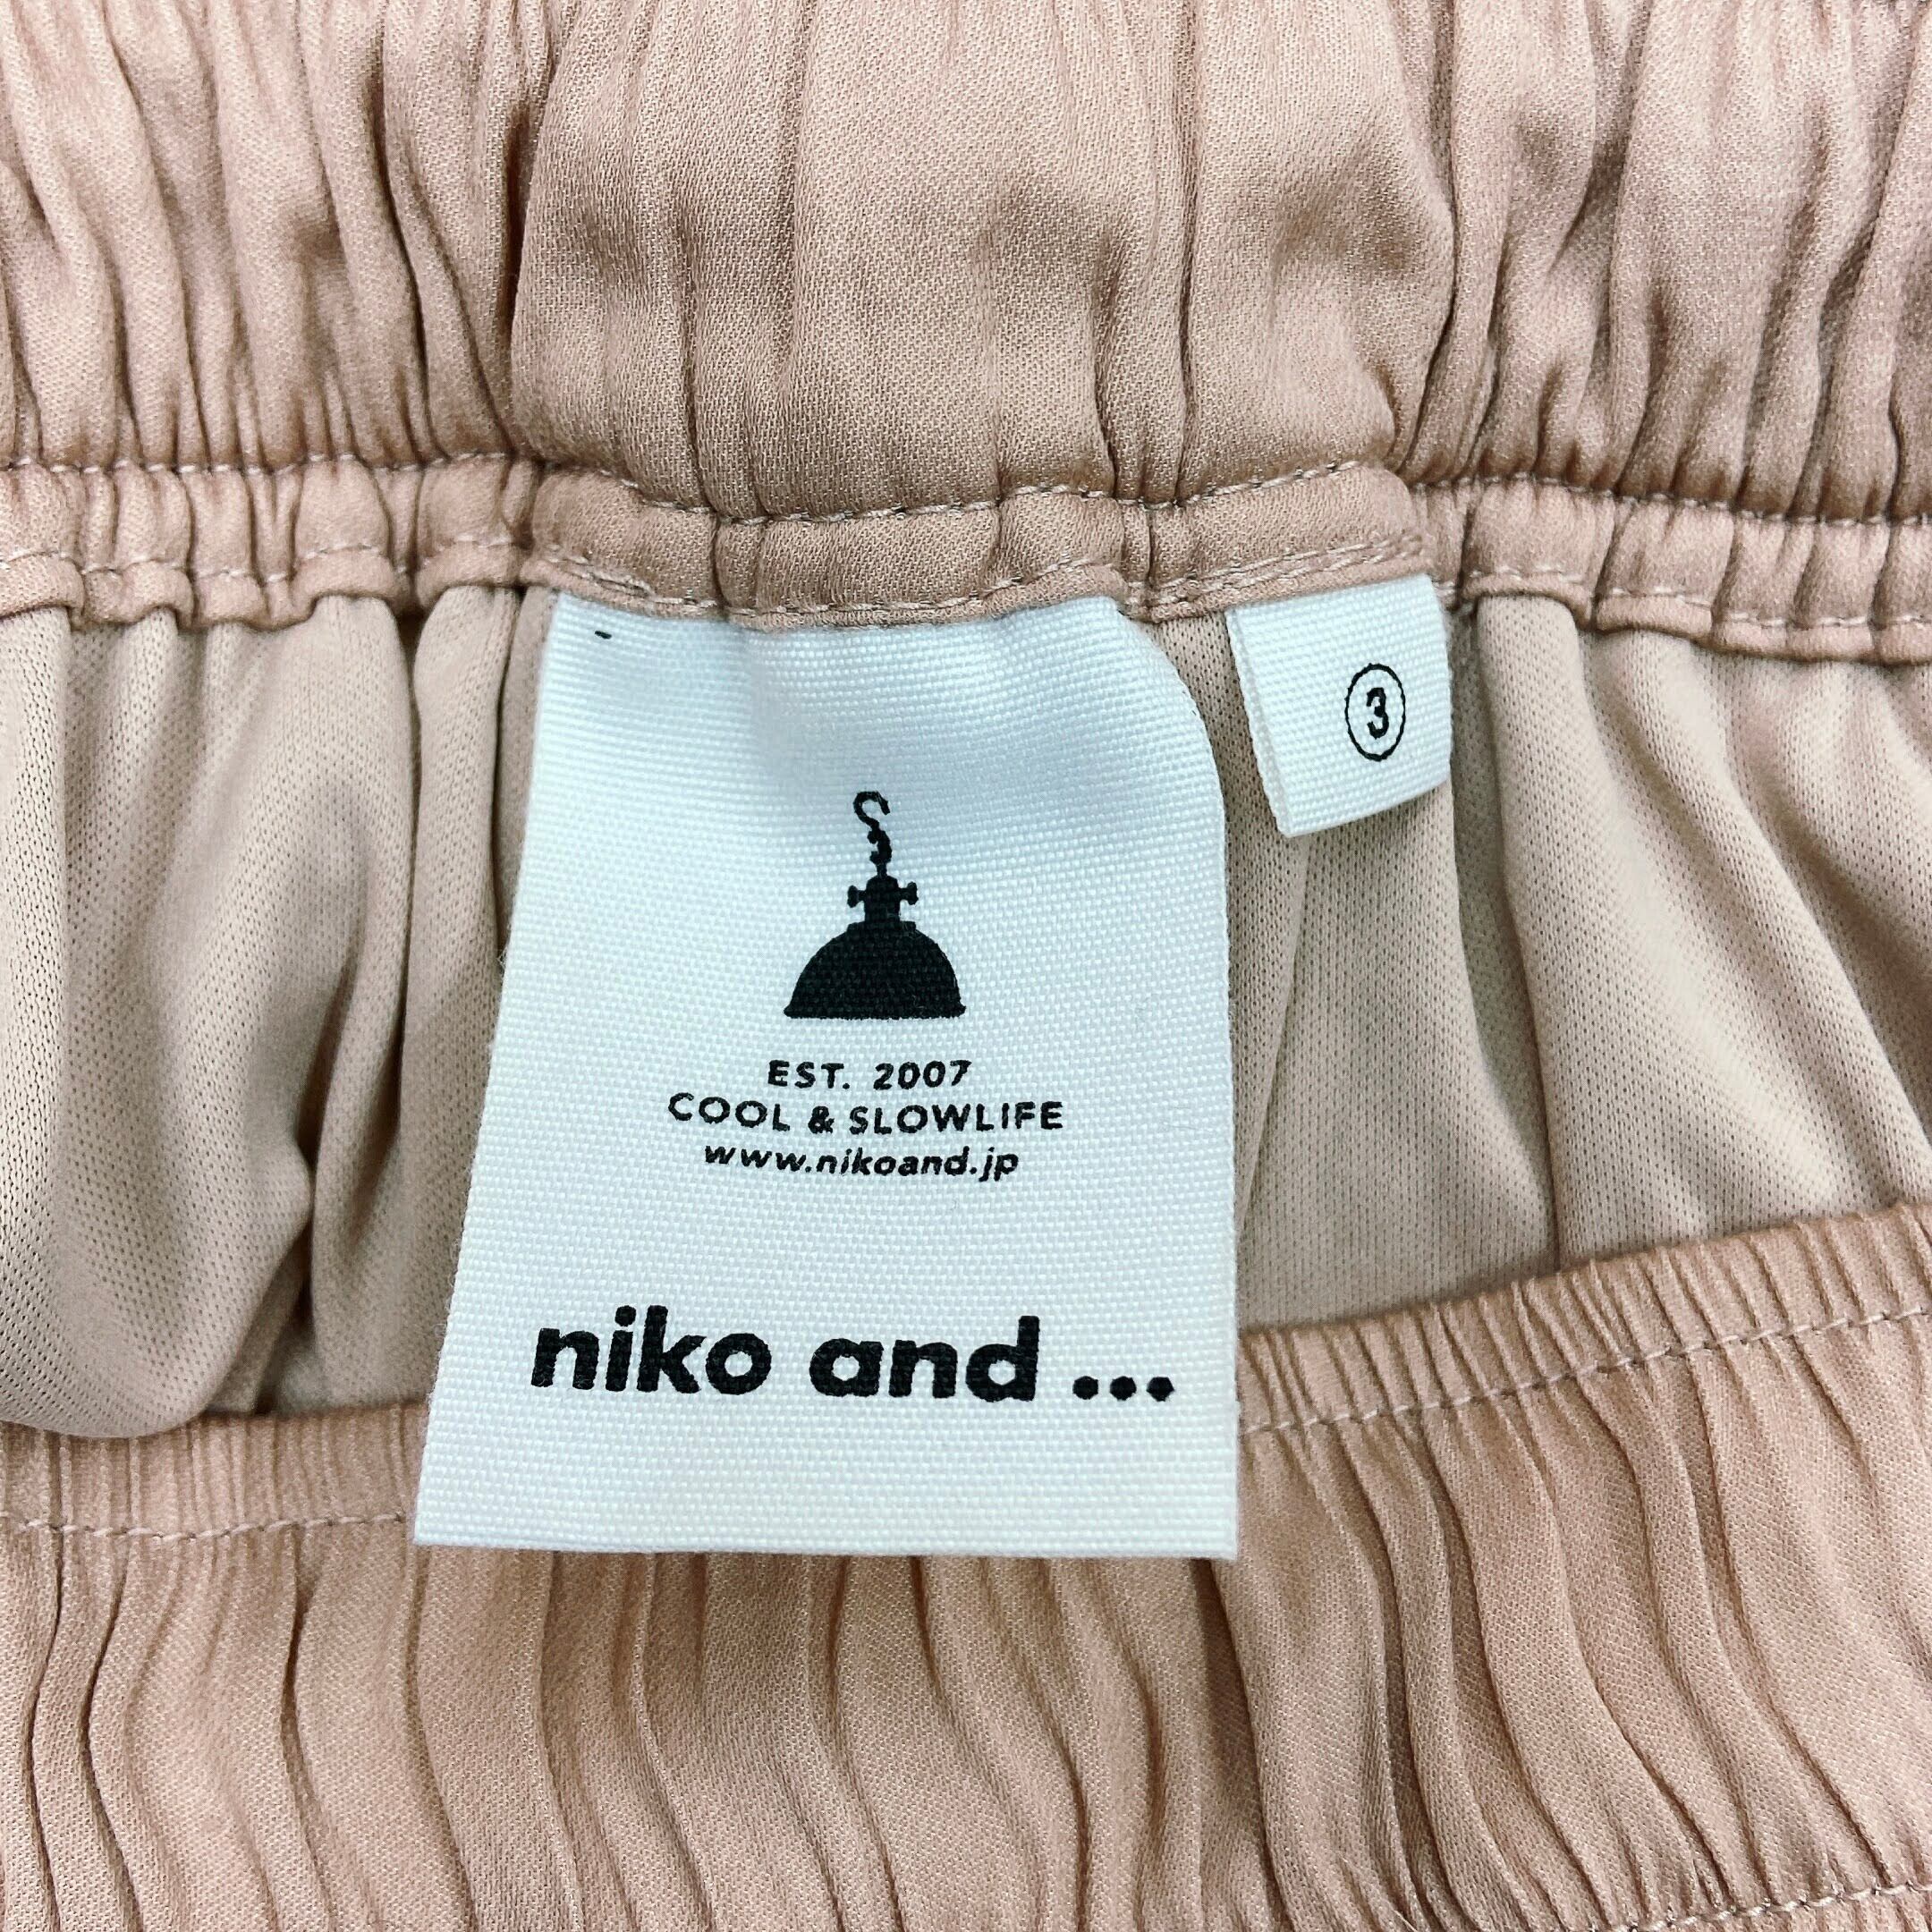 ③
EST. 2007
COOL & SLOWLIFE
www.nikoand.jp
niko and ...